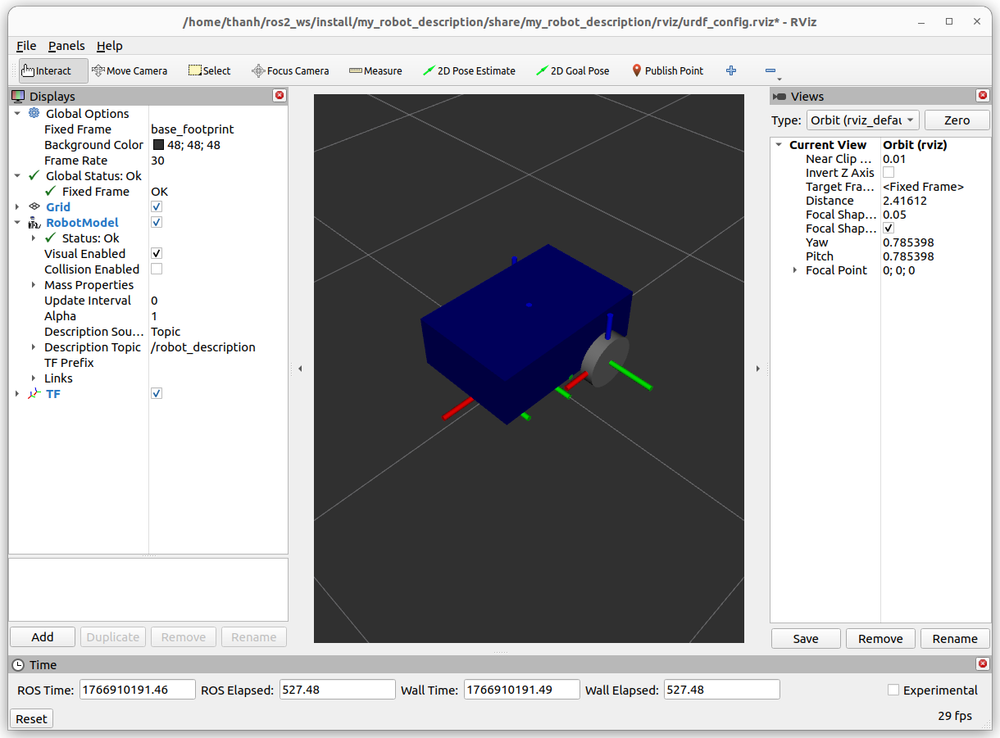 /home/thanh/ros2_ws/install/my_robot_description/share/my_robot_description/rviz/urdf_config.rviz* - RViz
File Panels Help
Interact Move Camera Select Focus Camera Measure 2D Pose Estimate 2D Goal Pose Publish Point
Displays
Global Options
Fixed Frame base_footprint
Background Color 48; 48; 48
Frame Rate 30
Global Status: Ok
Fixed Frame OK
Grid
RobotModel
Status: Ok
Visual Enabled
Collision Enabled
Mass Properties
Update Interval 0
Alpha 1
Description Sou... Topic
Description Topic /robot_description
TF Prefix
Links
TF
Add Duplicate Remove Rename
Views
Type: Orbit (rviz_defau Zero
Current View Orbit (rviz)
Near Clip ... 0.01
Invert Z Axis
Target Fra... <Fixed Frame>
Distance 2.41612
Focal Shap... 0.05
Focal Shap...
Yaw 0.785398
Pitch 0.785398
Focal Point 0; 0; 0
Save Remove Rename
Time
ROS Time: 1766910191.46 ROS Elapsed: 527.48 Wall Time: 1766910191.49 Wall Elapsed: 527.48 Experimental
Reset 29 fps